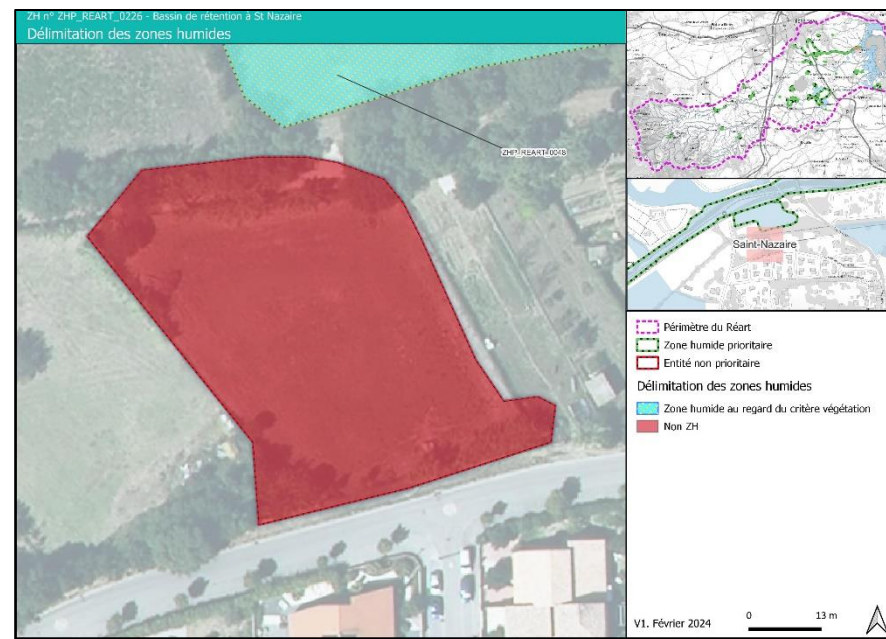 ZH n° ZHP_REART_0226 - Bassin de rétention à St Nazaire
Délimitation des zones humides
ZHP_REART_0048
Saint-Nazaire
Périmètre du Réart
Zone humide prioritaire
Entité non prioritaire
Délimitation des zones humides
Zone humide au regard du critère végétation
Non ZH
V1. Février 2024
0 13 m